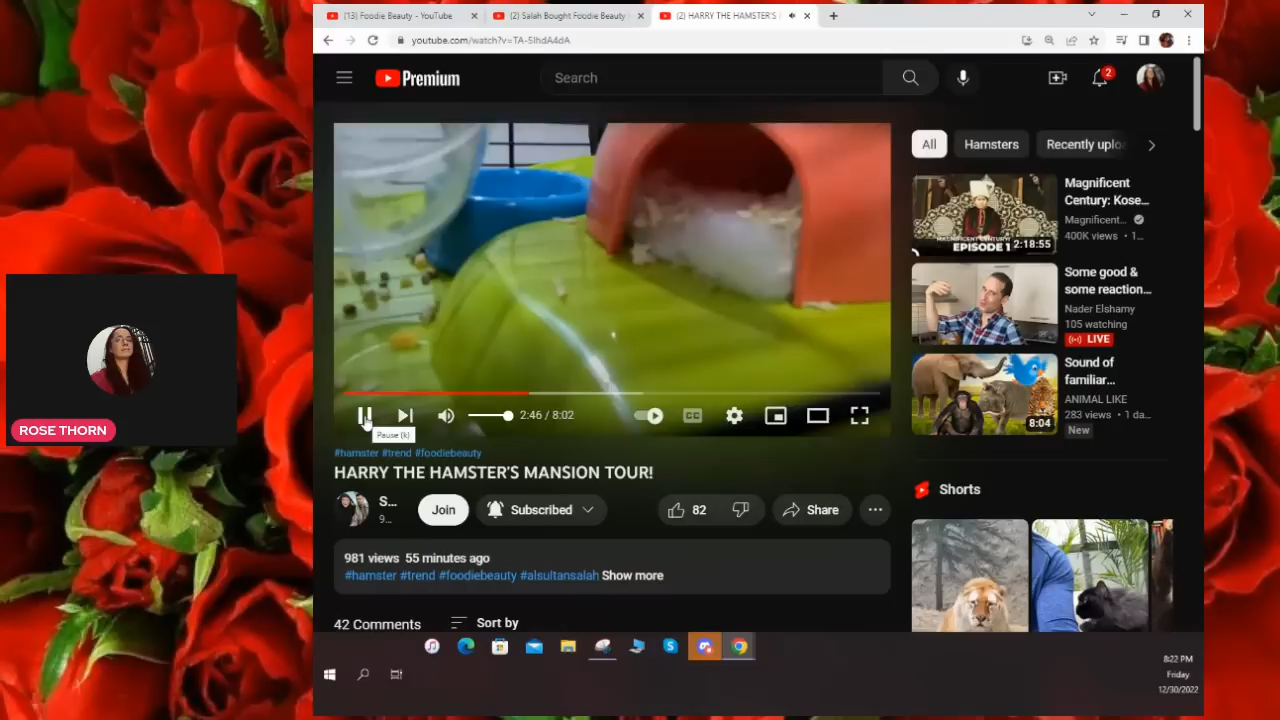 (13) Foodie Beauty - YouTube
(2) Salah Bought Foodie Beauty
(2) HARRY THE HAMSTER'S
youtube.com/watch?v=TA-5IhdA4dA
Premium
Search
2
All
Hamsters
Recently uplo
Magnificent
Century: Kose...
Magnificent...
400K views • 1...
EPISODE 1
2:18:55
Some good &
some reaction...
Nader Elshamy
105 watching
LIVE
Sound of
familiar...
ANIMAL LIKE
283 views • 1 da...
New
8:04
2:46 / 8:02
CC
Pause (k)
ROSE THORN
#hamster #trend #foodiebeauty
HARRY THE HAMSTER'S MANSION TOUR!
S...
9...
Join
Subscribed
82
Share
Shorts
981 views 55 minutes ago
#hamster #trend #foodiebeauty #alsultansalah Show more
42 Comments
Sort by
8:22 PM
Friday
12/30/2022